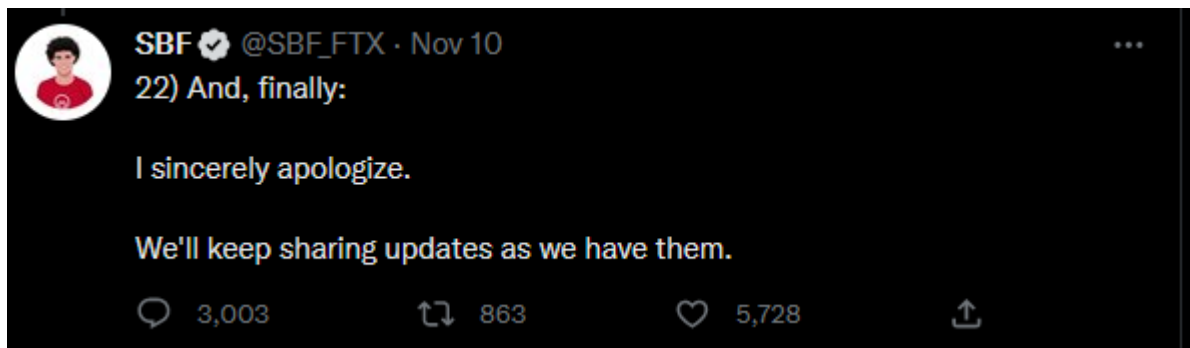 SBF @SBF_FTX · Nov 10
22) And, finally:
I sincerely apologize.
We'll keep sharing updates as we have them.
3,003 863 5,728